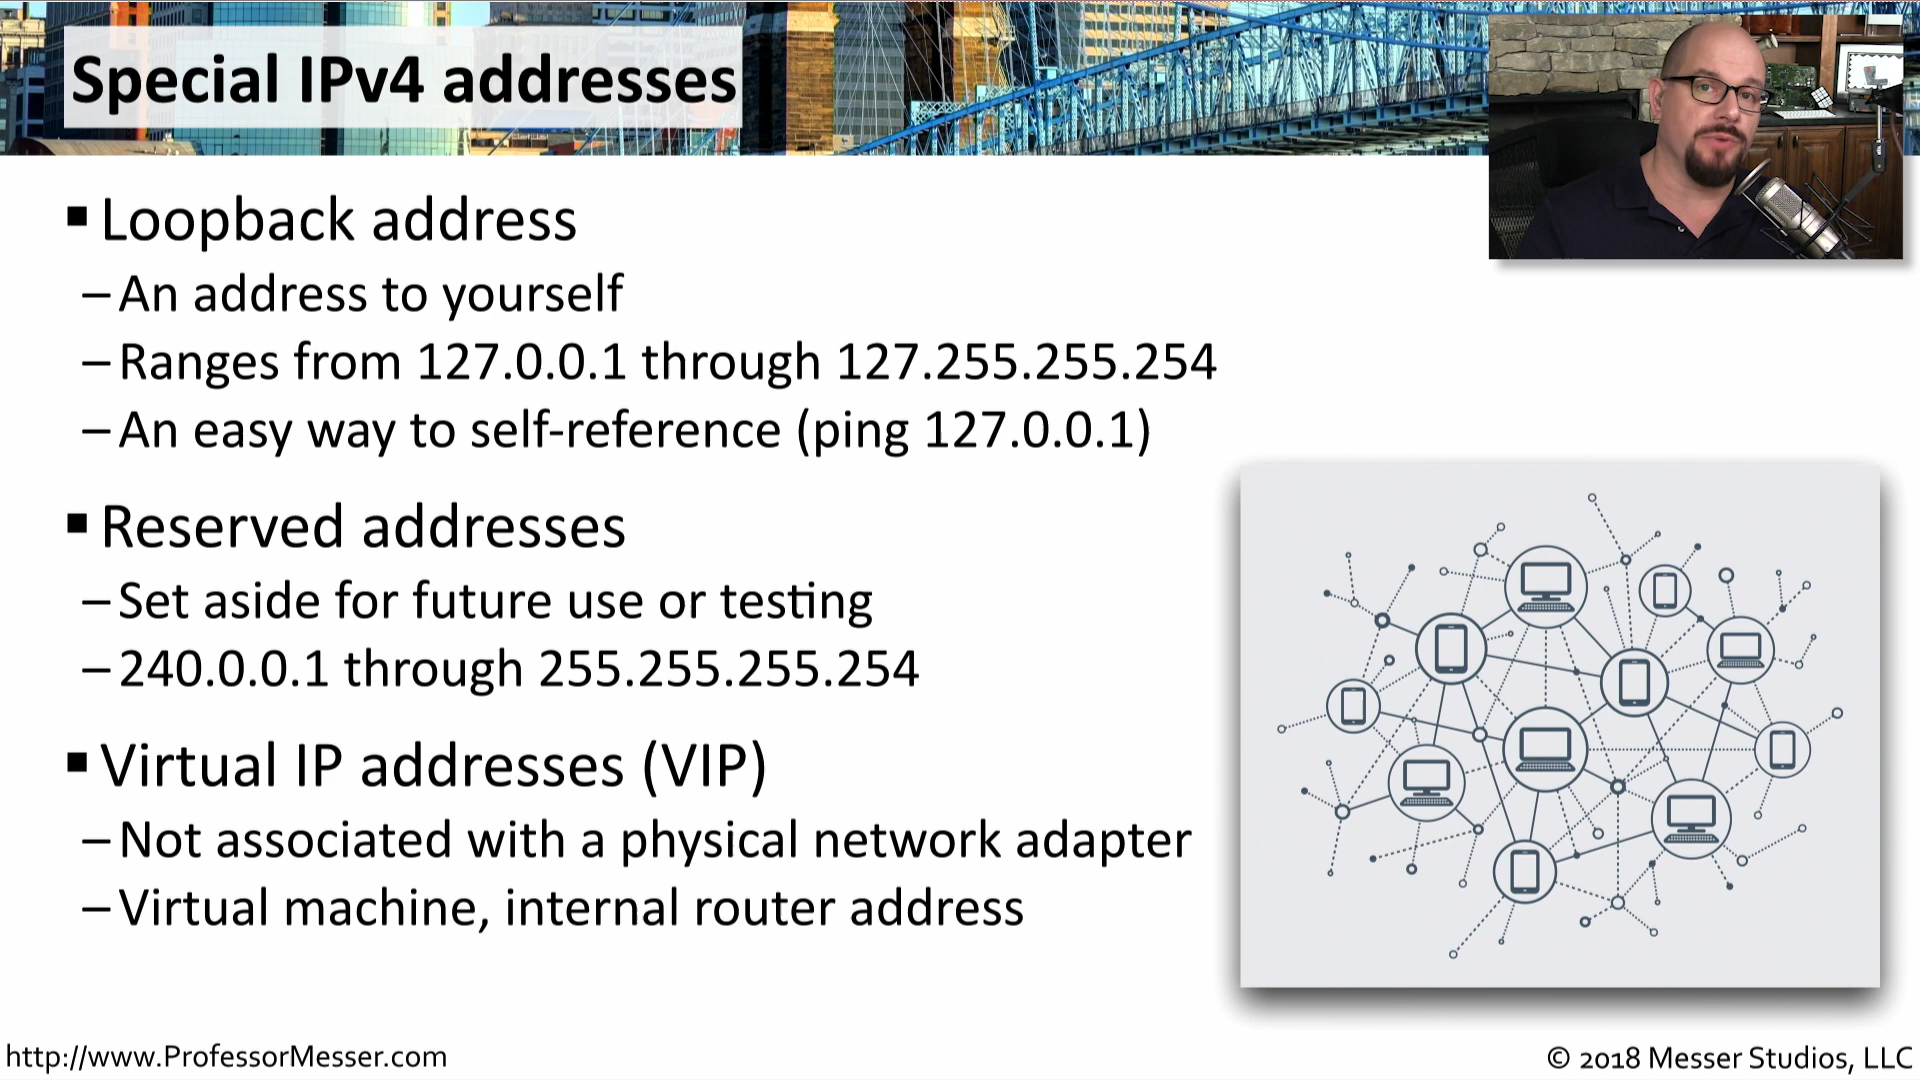 Special IPv4 addresses
▪ Loopback address
– An address to yourself
– Ranges from 127.0.0.1 through 127.255.255.254
– An easy way to self-reference (ping 127.0.0.1)
▪ Reserved addresses
– Set aside for future use or testing
– 240.0.0.1 through 255.255.255.254
▪ Virtual IP addresses (VIP)
– Not associated with a physical network adapter
– Virtual machine, internal router address
http://www.ProfessorMesser.com
© 2018 Messer Studios, LLC